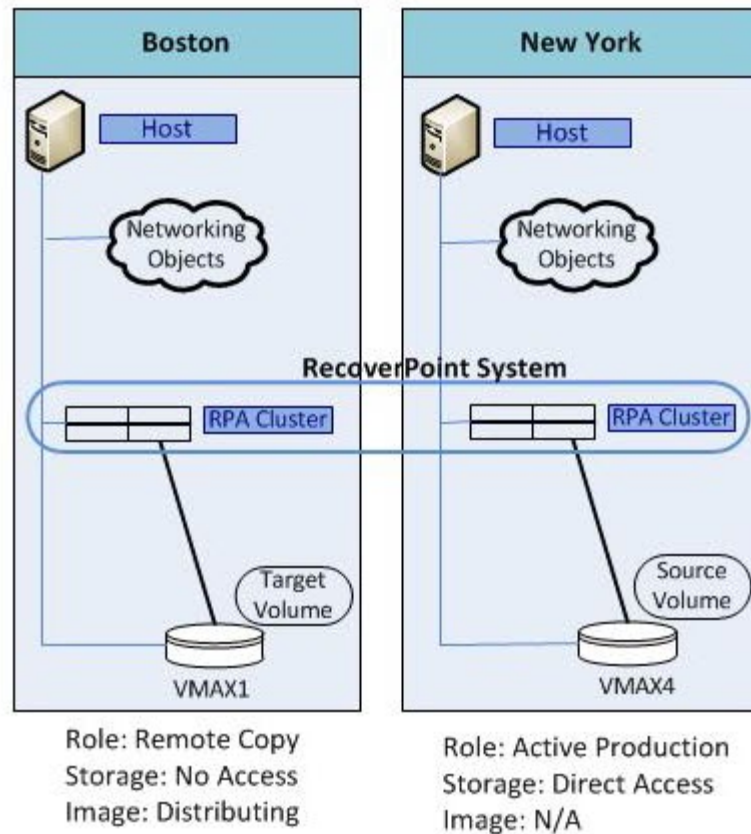 Boston
New York
Host
Host
Networking
Objects
Networking
Objects
RecoverPoint System
RPA Cluster
RPA Cluster
Target
Volume
Source
Volume
VMAX1
VMAX4
Role: Remote Copy
Storage: No Access
Image: Distributing
Role: Active Production
Storage: Direct Access
Image: N/A